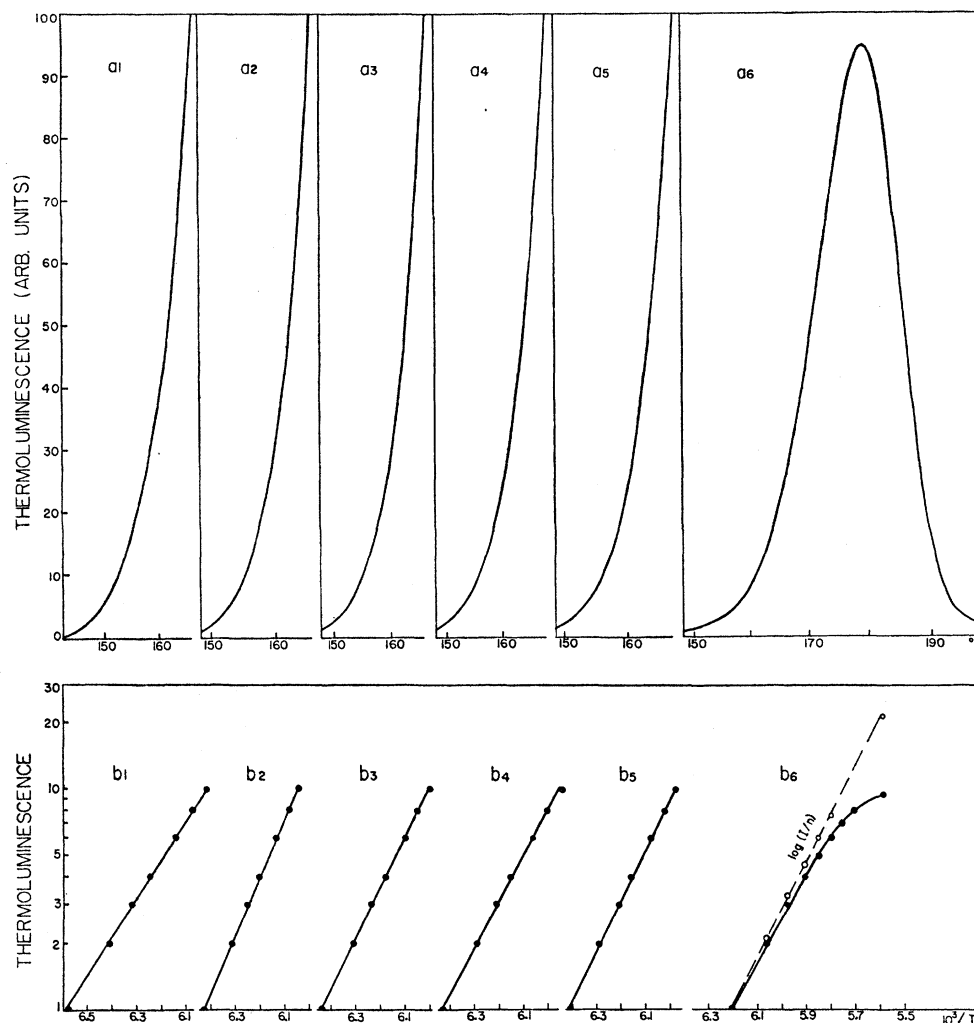 THERMOLUMINESCENCE (ARB. UNITS)
100
90
80
70
60
50
40
30
20
10
0
a1
a2
a3
a4
a5
a6
150 160
150 160
150 160
150 160
150 160
150 170 190 °
THERMOLUMINESCENCE
30
20
10
5
3
2
1
b1
b2
b3
b4
b5
b6
log (I/n)
6.5 6.3 6.1
6.3 6.1
6.3 6.1
6.3 6.1
6.3 6.1
6.3 6.1 5.9 5.7 5.5 10³/T